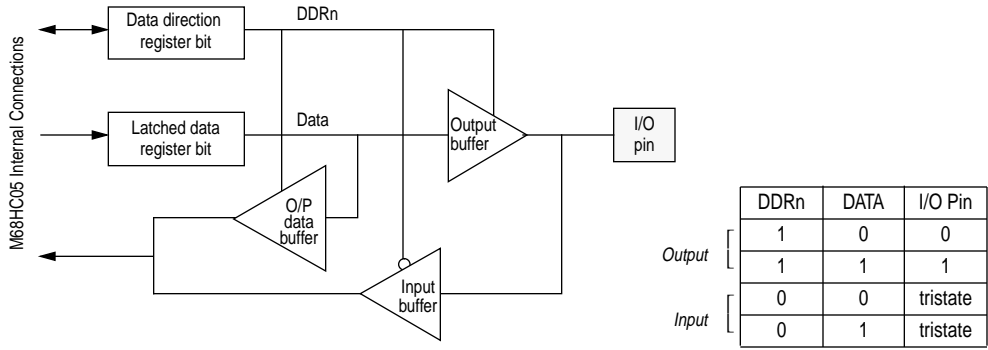 M68HC05 Internal Connections
Data direction
register bit
DDRn
Latched data
register bit
Data
Output
buffer
I/O
pin
O/P
data
buffer
Input
buffer
DDRn DATA I/O Pin
Output
1 0 0
1 1 1
Input
0 0 tristate
0 1 tristate